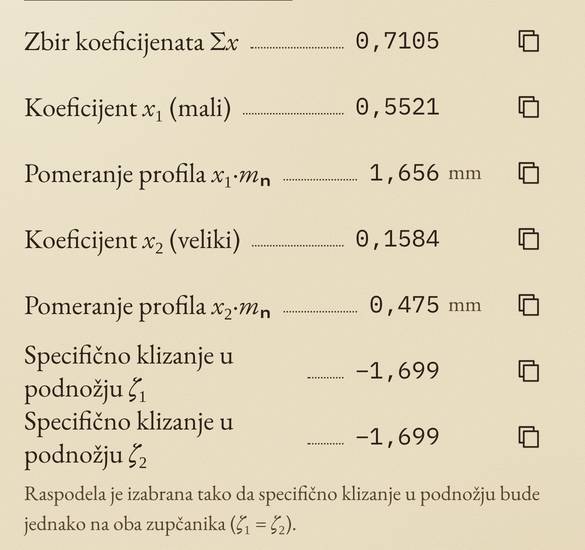 Zbir koeficijenata Σx 0,7105
Koeficijent x₁ (mali) 0,5521
Pomeranje profila x₁·mₙ 1,656 mm
Koeficijent x₂ (veliki) 0,1584
Pomeranje profila x₂·mₙ 0,475 mm
Specifično klizanje u
podnožju ζ₁ −1,699
Specifično klizanje u
podnožju ζ₂ −1,699
Raspodela je izabrana tako da specifično klizanje u podnožju bude
jednako na oba zupčanika (ζ₁ = ζ₂).